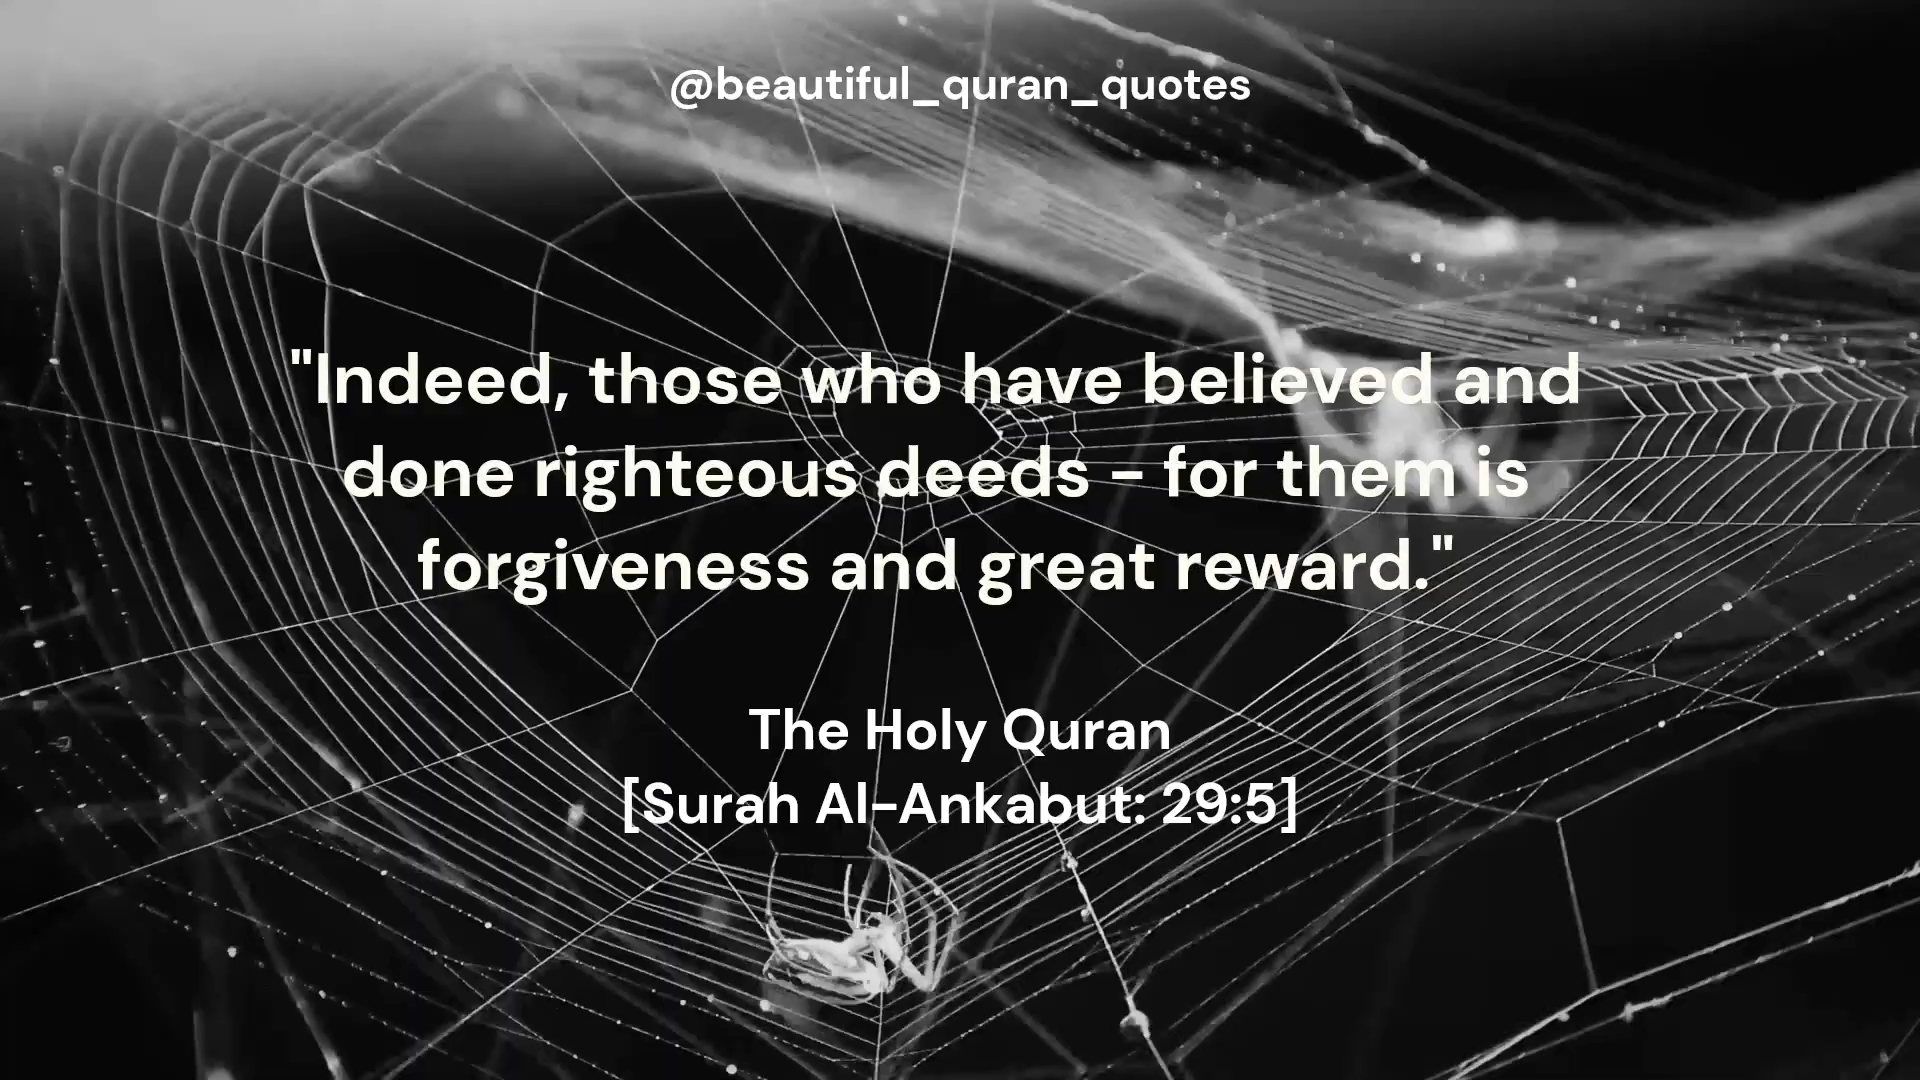 @beautiful_quran_quotes
"Indeed, those who have believed and
done righteous deeds - for them is
forgiveness and great reward."
The Holy Quran
[Surah Al-Ankabut: 29:5]